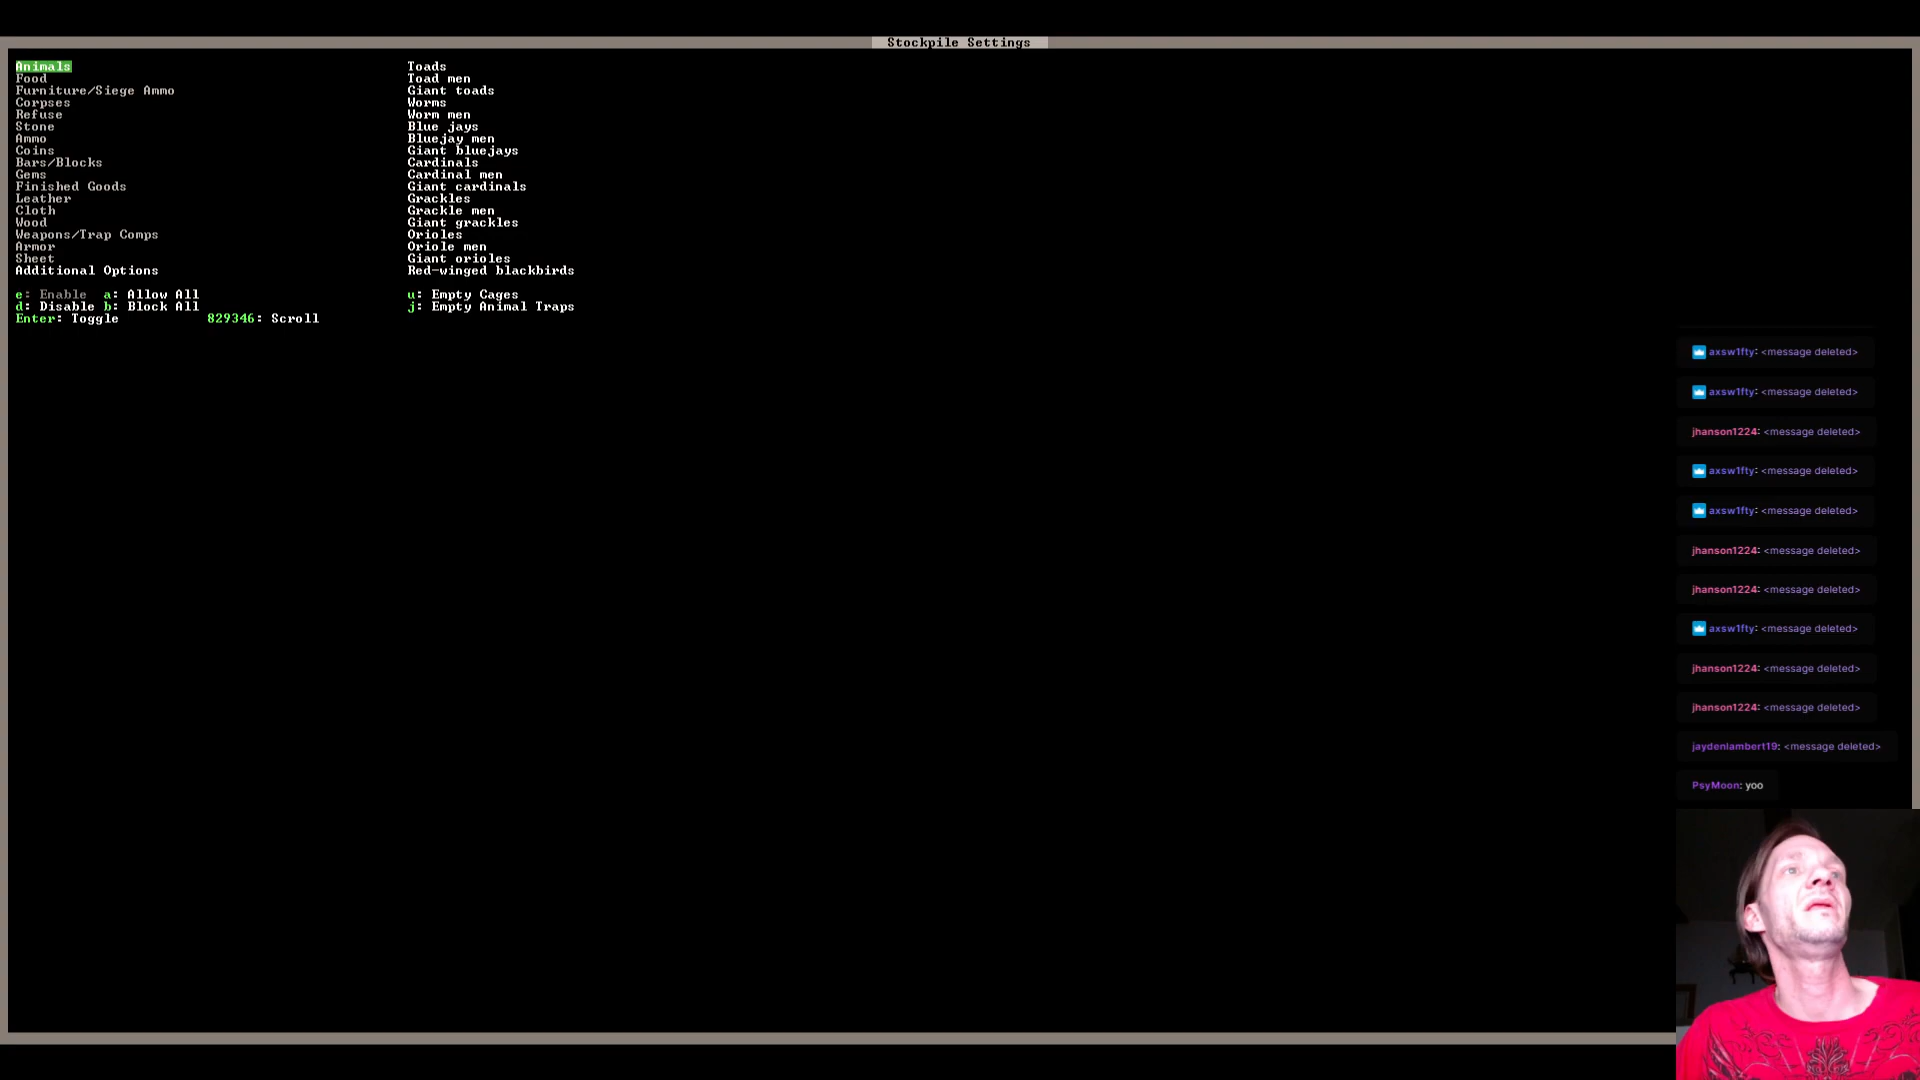 Stockpile Settings
Animals
Food
Furniture/Siege Ammo
Corpses
Refuse
Stone
Ammo
Coins
Bars/Blocks
Gems
Finished Goods
Leather
Cloth
Wood
Weapons/Trap Comps
Armor
Sheet
Additional Options
Toads
Toad men
Giant toads
Worms
Worm men
Blue jays
Bluejay men
Giant bluejays
Cardinals
Cardinal men
Giant cardinals
Grackles
Grackle men
Giant grackles
Orioles
Oriole men
Giant orioles
Red-winged blackbirds
e: Enable a: Allow All
d: Disable b: Block All
Enter: Toggle 829346: Scroll
u: Empty Cages
j: Empty Animal Traps
axsw1fty: <message deleted>
axsw1fty: <message deleted>
jhanson1224: <message deleted>
axsw1fty: <message deleted>
axsw1fty: <message deleted>
jhanson1224: <message deleted>
jhanson1224: <message deleted>
axsw1fty: <message deleted>
jhanson1224: <message deleted>
jhanson1224: <message deleted>
jaydenlambert19: <message deleted>
PsyMoon: yoo